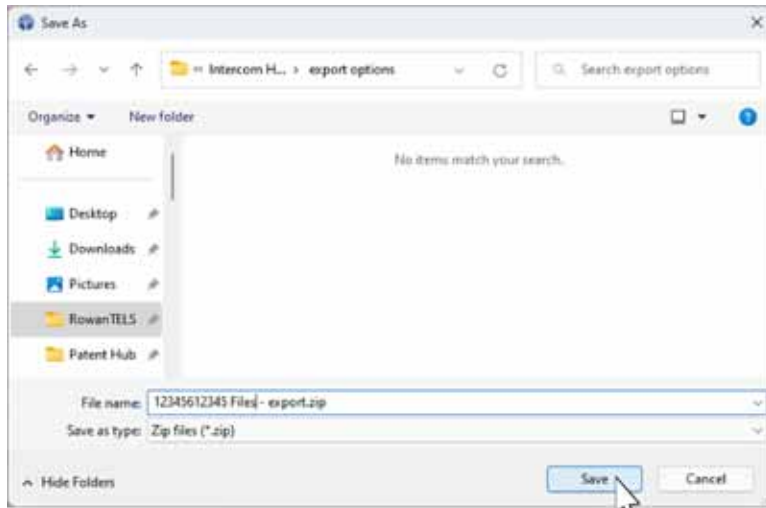 Save As
Intercom H... > export options
Search export options
Organize
New folder
Home
No items match your search.
Desktop
Downloads
Pictures
RowanTELS
Patent Hub
File name: 12345612345 Files - export.zip
Save as type: Zip files (*.zip)
Hide Folders
Save
Cancel